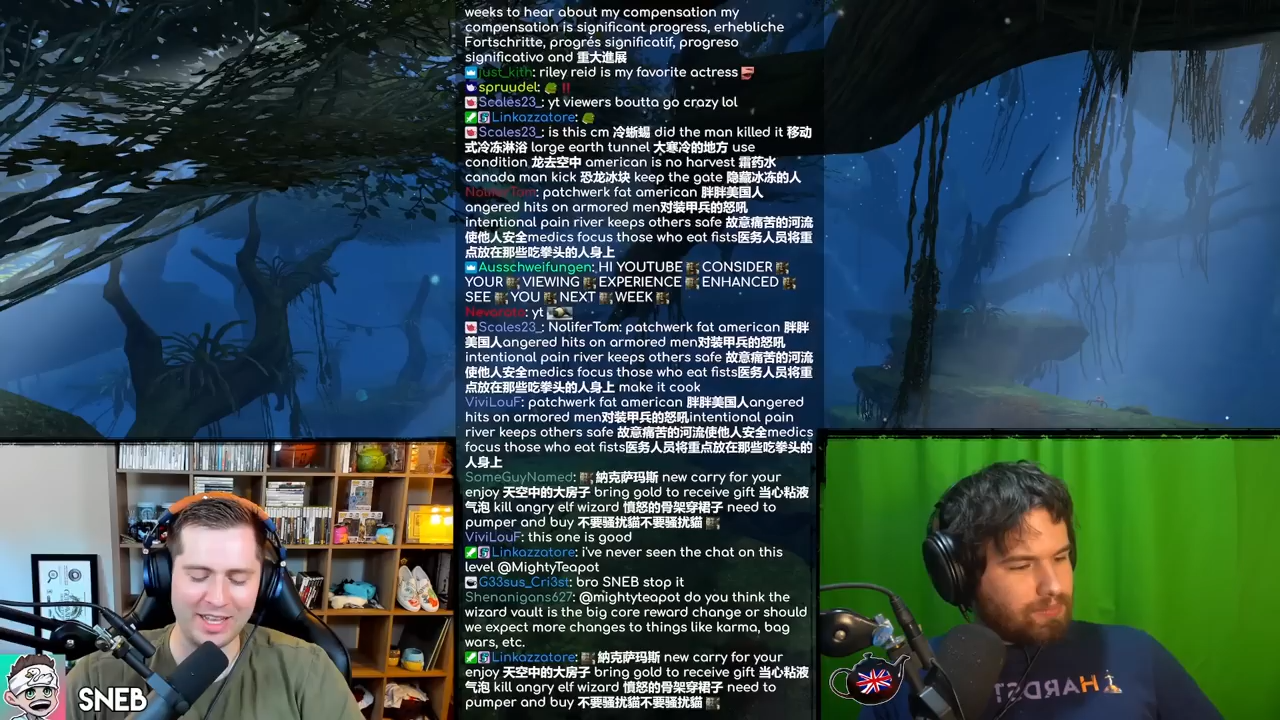 weeks to hear about my compensation my
compensation is significant progress, erhebliche
Fortschritte, progrés significatif, progreso
significativo and 重大進展
just_kith: riley reid is my favorite actress
spruudel:
Scales23_: yt viewers boutta go crazy lol
Linkazzatore:
Scales23_: is this cm 冷蜥蜴 did the man killed it 移动
式冷冻淋浴 large earth tunnel 大寒冷的地方 use
condition 龙去空中 american is no harvest 霜药水
canada man kick 恐龙冰块 keep the gate 隐藏冰冻的人
NoliferTom: patchwerk fat american 胖胖美国人
angered hits on armored men对装甲兵的怒吼
intentional pain river keeps others safe 故意痛苦的河流
使他人安全medics focus those who eat fists医务人员将重
点放在那些吃拳头的人身上
Ausschweifungen: HI YOUTUBE CONSIDER
YOUR VIEWING EXPERIENCE ENHANCED
SEE YOU NEXT WEEK
Nevarato: yt
Scales23_: NoliferTom: patchwerk fat american 胖胖
美国人angered hits on armored men对装甲兵的怒吼
intentional pain river keeps others safe 故意痛苦的河流
使他人安全medics focus those who eat fists医务人员将重
点放在那些吃拳头的人身上 make it cook
ViviLouF: patchwerk fat american 胖胖美国人angered
hits on armored men对装甲兵的怒吼intentional pain
river keeps others safe 故意痛苦的河流使他人安全medics
focus those who eat fists医务人员将重点放在那些吃拳头的
人身上
SomeGuyNamed: 納克萨玛斯 new carry for your
enjoy 天空中的大房子 bring gold to receive gift 当心粘液
气泡 kill angry elf wizard 愤怒的骨架穿裙子 need to
pumper and buy 不要骚扰貓不要骚扰貓
ViviLouF: this one is good
Linkazzatore: i've never seen the chat on this
level @MightyTeapot
G33sus_Cri3st: bro SNEB stop it
Shenanigans627: @mightyteapot do you think the
wizard vault is the big core reward change or should
we expect more changes to things like karma, bag
wars, etc.
Linkazzatore: 納克萨玛斯 new carry for your
enjoy 天空中的大房子 bring gold to receive gift 当心粘液
气泡 kill angry elf wizard 愤怒的骨架穿裙子 need to
pumper and buy 不要骚扰貓不要骚扰貓
SNEB
HARDST